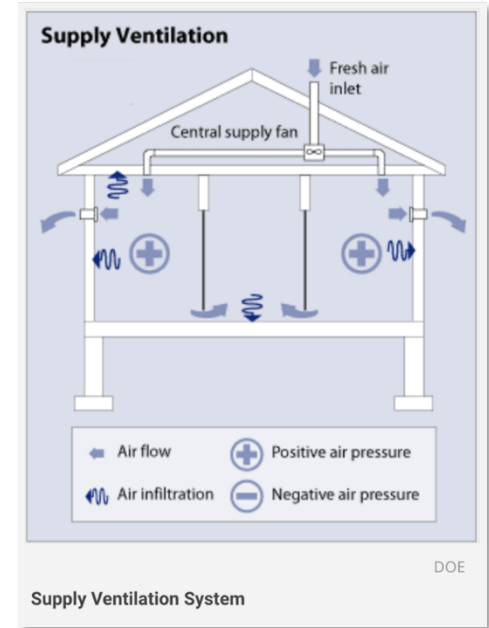 Supply Ventilation
Fresh air
inlet
Central supply fan
Air flow
Positive air pressure
Air infiltration
Negative air pressure
DOE
Supply Ventilation System